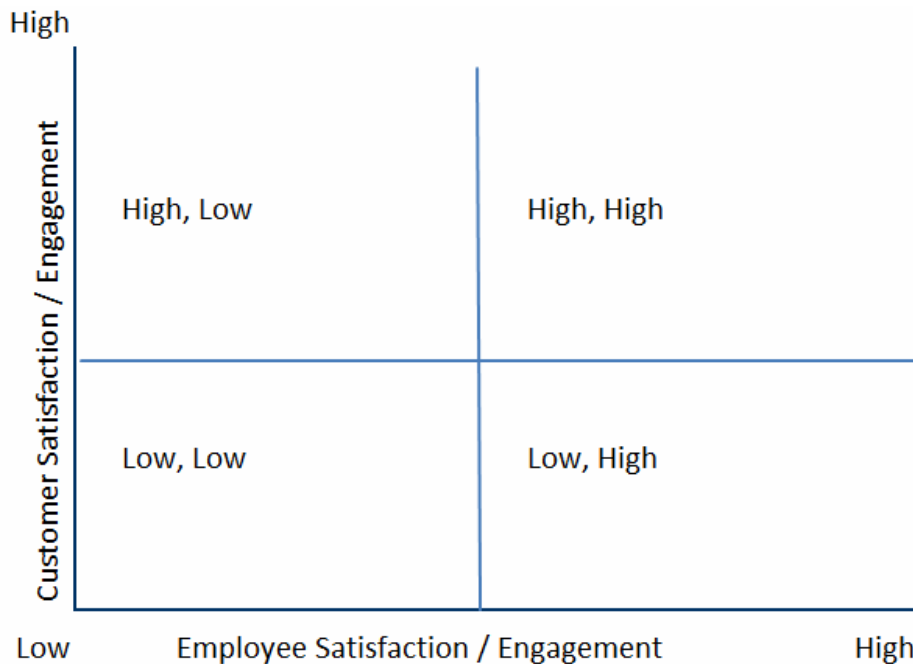 High
Customer Satisfaction / Engagement
High, Low
High, High
Low, Low
Low, High
Low
Employee Satisfaction / Engagement
High